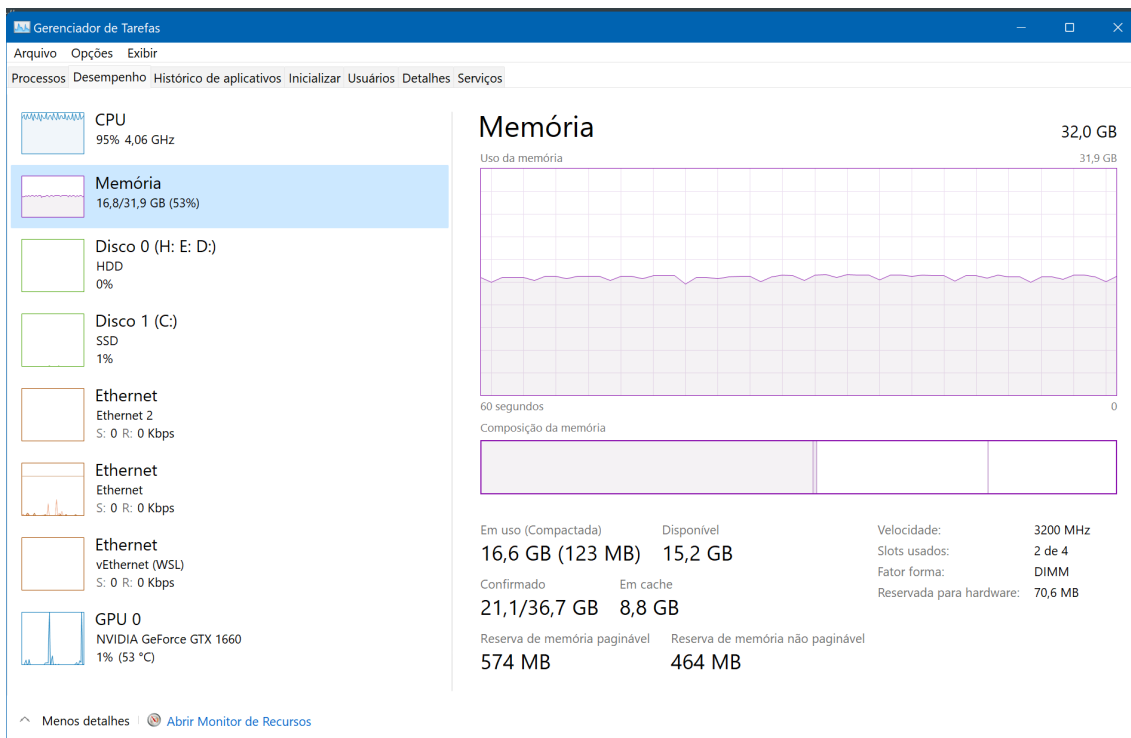 Gerenciador de Tarefas
Arquivo Opções Exibir
Processos Desempenho Histórico de aplicativos Inicializar Usuários Detalhes Serviços
CPU
95% 4,06 GHz
Memória
16,8/31,9 GB (53%)
Disco 0 (H: E: D:)
HDD
0%
Disco 1 (C:)
SSD
1%
Ethernet
Ethernet 2
S: 0 R: 0 Kbps
Ethernet
Ethernet
S: 0 R: 0 Kbps
Ethernet
vEthernet (WSL)
S: 0 R: 0 Kbps
GPU 0
NVIDIA GeForce GTX 1660
1% (53 °C)
Memória 32,0 GB
Uso da memória 31,9 GB
60 segundos 0
Composição da memória
Em uso (Compactada) Disponível
16,6 GB (123 MB) 15,2 GB
Confirmado Em cache
21,1/36,7 GB 8,8 GB
Reserva de memória paginável Reserva de memória não paginável
574 MB 464 MB
Velocidade: 3200 MHz
Slots usados: 2 de 4
Fator forma: DIMM
Reservada para hardware: 70,6 MB
Menos detalhes Abrir Monitor de Recursos